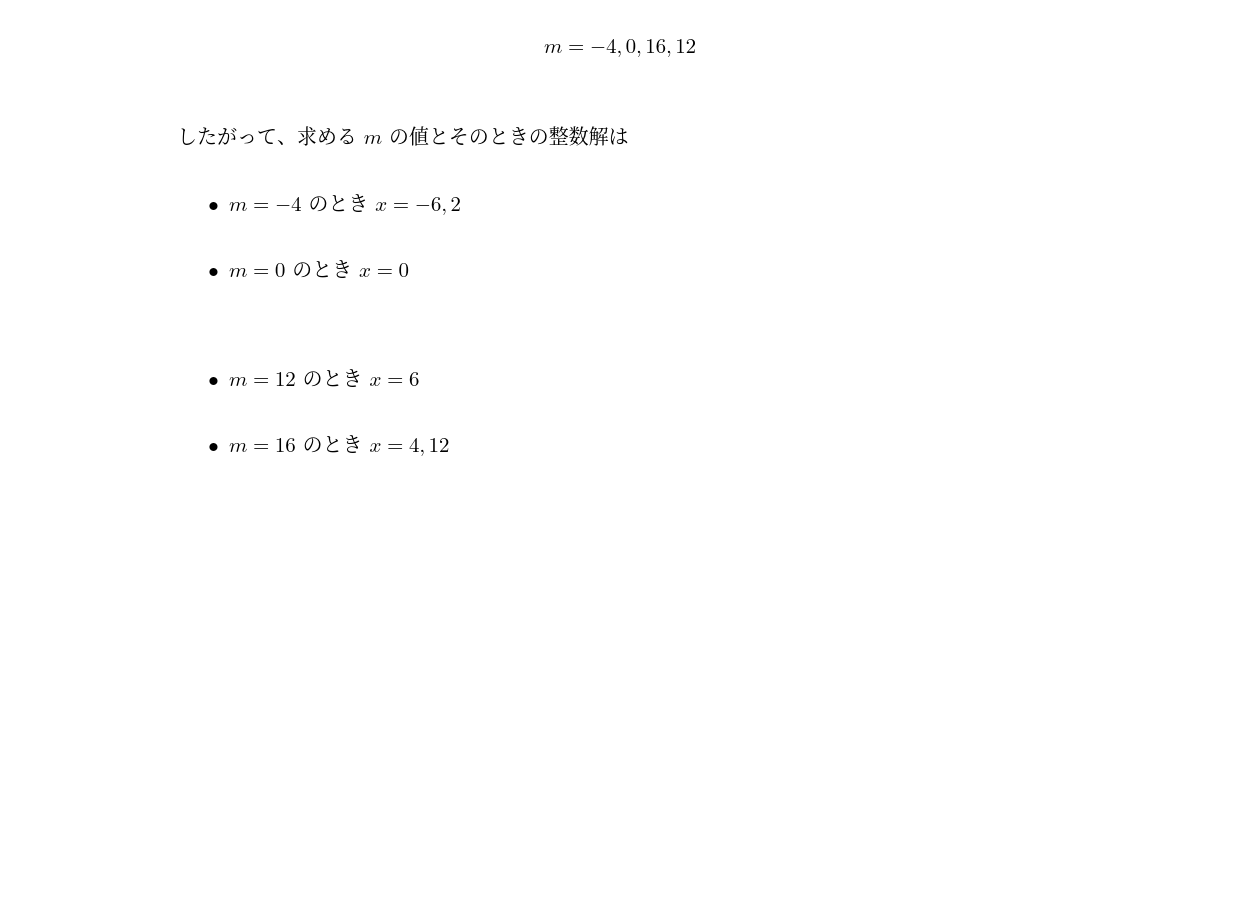 m = −4, 0, 16, 12
したがって、求める m の値とそのときの整数解は
• m = −4 のとき x = −6, 2
• m = 0 のとき x = 0
• m = 12 のとき x = 6
• m = 16 のとき x = 4, 12